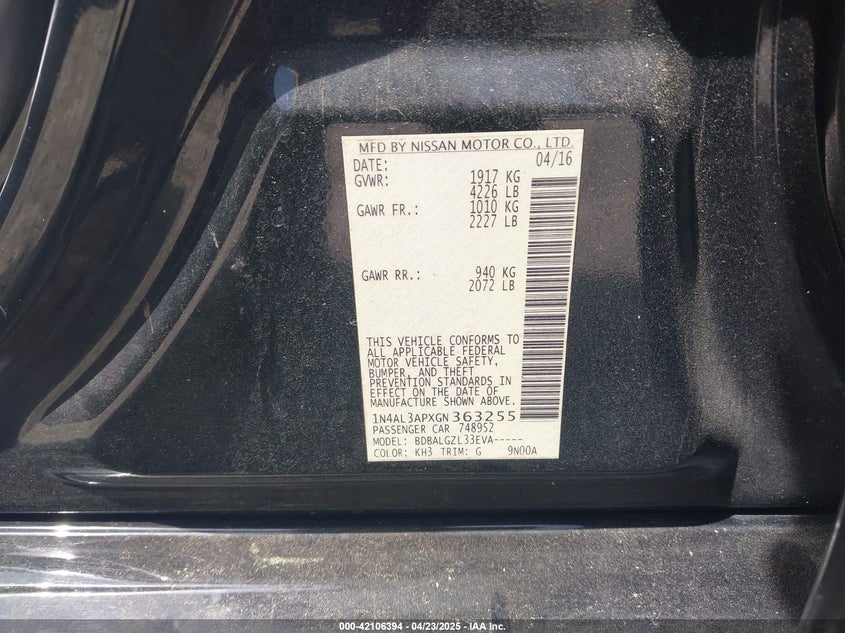 MFD BY NISSAN MOTOR CO., LTD.
DATE: 04/16
GVWR: 1917 KG
4226 LB
GAWR FR.: 1010 KG
2227 LB
GAWR RR.: 940 KG
2072 LB
THIS VEHICLE CONFORMS TO
ALL APPLICABLE FEDERAL
MOTOR VEHICLE SAFETY,
BUMPER, AND THEFT
PREVENTION STANDARDS IN
EFFECT ON THE DATE OF
MANUFACTURE SHOWN ABOVE.
1N4AL3APXGN363255
PASSENGER CAR 748952
MODEL: BDBALGZL33EVA-----
COLOR: KH3 TRIM: G 9N00A
000-42106394 - 04/23/2025 - IAA Inc.